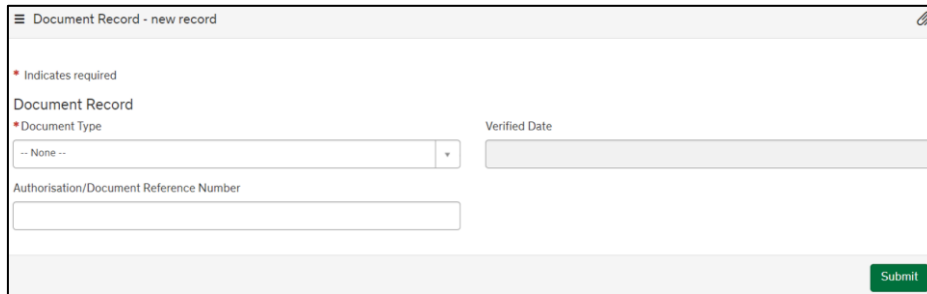 Document Record - new record
* Indicates required
Document Record
*Document Type
Verified Date
-- None --
Authorisation/Document Reference Number
Submit